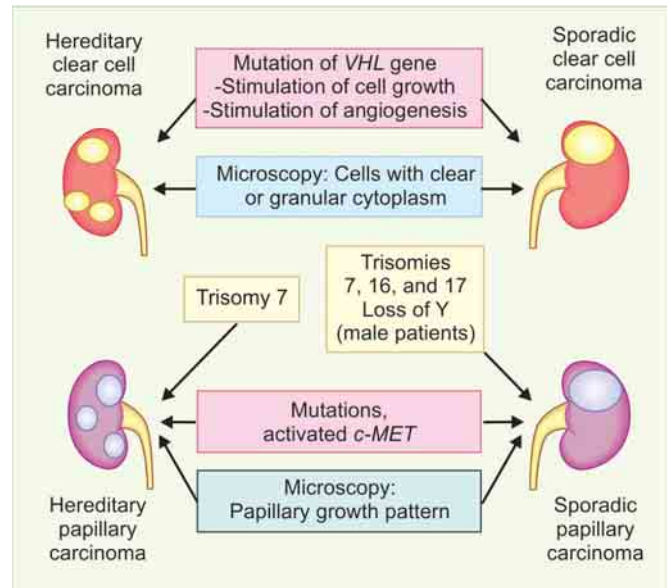 Hereditary
clear cell
carcinoma
Mutation of VHL gene
-Stimulation of cell growth
-Stimulation of angiogenesis
Sporadic
clear cell
carcinoma
Microscopy: Cells with clear
or granular cytoplasm
Trisomy 7
Trisomies
7, 16, and 17
Loss of Y
(male patients)
Mutations,
activated c-MET
Microscopy:
Papillary growth pattern
Hereditary
papillary
carcinoma
Sporadic
papillary
carcinoma